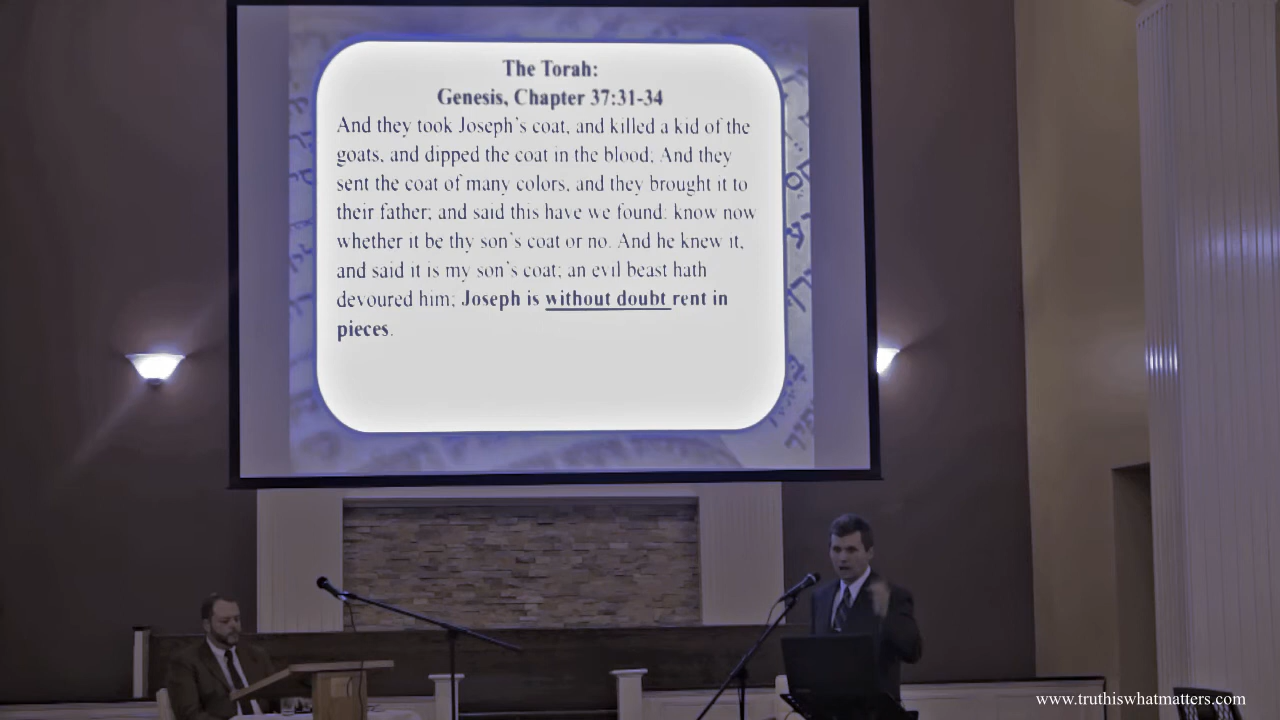 The Torah:
Genesis, Chapter 37:31-34
And they took Joseph's coat, and killed a kid of the
goats, and dipped the coat in the blood; And they
sent the coat of many colors, and they brought it to
their father; and said this have we found: know now
whether it be thy son's coat or no. And he knew it,
and said it is my son's coat; an evil beast hath
devoured him; Joseph is without doubt rent in
pieces.
www.truthiswhatmatters.com